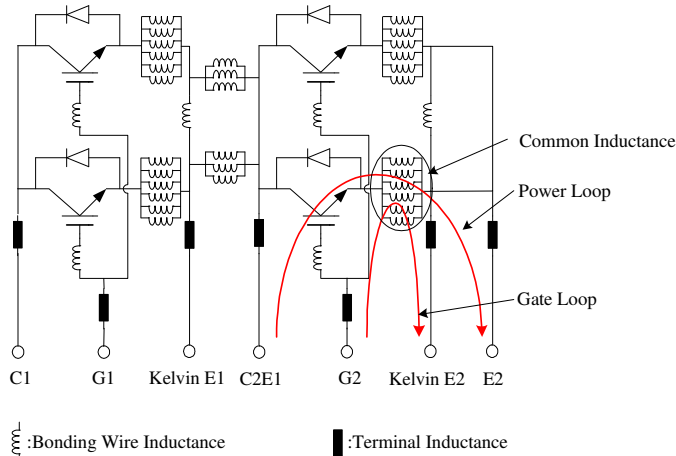 Common Inductance
Power Loop
Gate Loop
C1 G1 Kelvin E1 C2E1 G2 Kelvin E2 E2
:Bonding Wire Inductance :Terminal Inductance